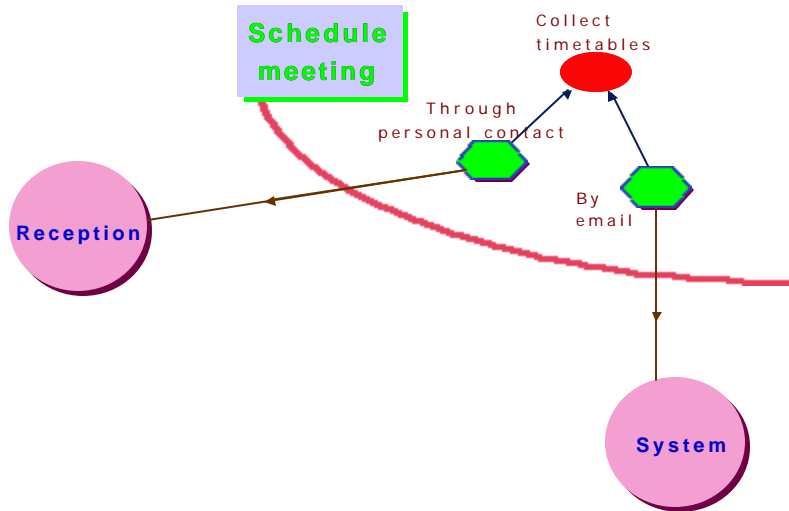 Schedule
meeting
Collect
timetables
Through
personal contact
By
email
Reception
System